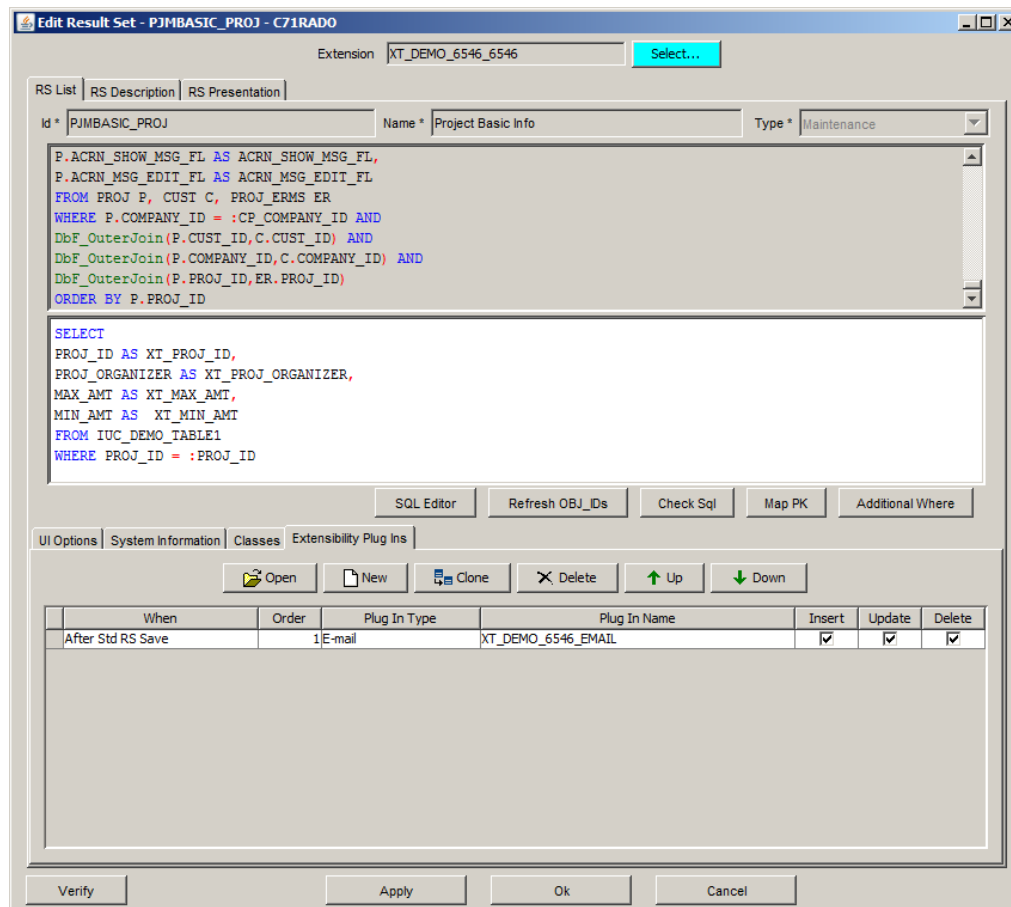 Edit Result Set - PJMBASIC_PROJ - C71RADO
Extension XT_DEMO_6546_6546 Select...
RS List RS Description RS Presentation
Id * PJMBASIC_PROJ Name * Project Basic Info Type * Maintenance
P.ACRN_SHOW_MSG_FL AS ACRN_SHOW_MSG_FL,
P.ACRN_MSG_EDIT_FL AS ACRN_MSG_EDIT_FL
FROM PROJ P, CUST C, PROJ_ERMS ER
WHERE P.COMPANY_ID = :CP_COMPANY_ID AND
DbF_OuterJoin(P.CUST_ID,C.CUST_ID) AND
DbF_OuterJoin(P.COMPANY_ID,C.COMPANY_ID) AND
DbF_OuterJoin(P.PROJ_ID,ER.PROJ_ID)
ORDER BY P.PROJ_ID
SELECT
PROJ_ID AS XT_PROJ_ID,
PROJ_ORGANIZER AS XT_PROJ_ORGANIZER,
MAX_AMT AS XT_MAX_AMT,
MIN_AMT AS  XT_MIN_AMT
FROM IUC_DEMO_TABLE1
WHERE PROJ_ID = :PROJ_ID
SQL Editor Refresh OBJ_IDs Check Sql Map PK Additional Where
UI Options System Information Classes Extensibility Plug Ins
Open New Clone Delete Up Down
When Order Plug In Type Plug In Name Insert Update Delete
After Std RS Save 1 E-mail XT_DEMO_6546_EMAIL
Verify Apply Ok Cancel